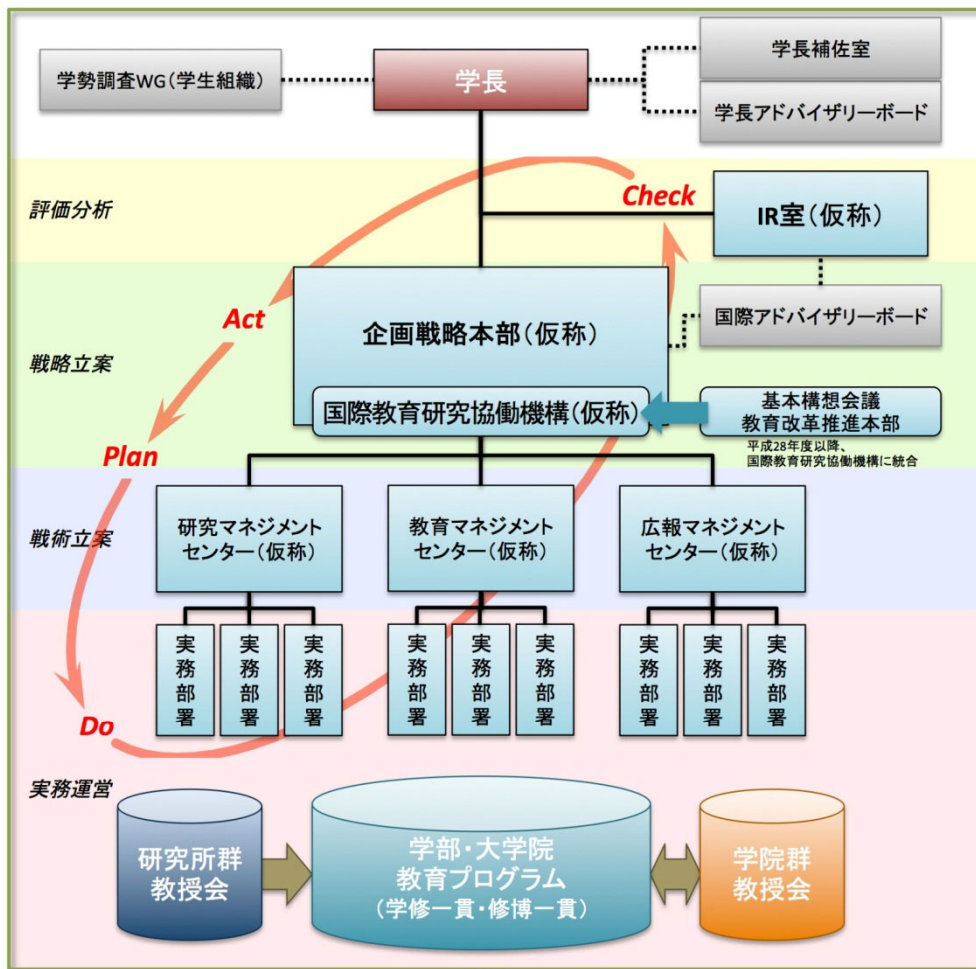 学勢調査WG（学生組織）
学長
学長補佐室
学長アドバイザリーボード
評価分析
Check
IR室（仮称）
Act
企画戦略本部（仮称）
国際アドバイザリーボード
戦略立案
国際教育研究協働機構（仮称）
基本構想会議
教育改革推進本部
平成28年度以降、
国際教育研究協働機構に統合
Plan
戦術立案
研究マネジメント
センター（仮称）
教育マネジメント
センター（仮称）
広報マネジメント
センター（仮称）
実務部署
実務部署
実務部署
実務部署
実務部署
実務部署
実務部署
実務部署
実務部署
Do
実務運営
研究所群
教授会
学部・大学院
教育プログラム
（学修一貫・修博一貫）
学院群
教授会